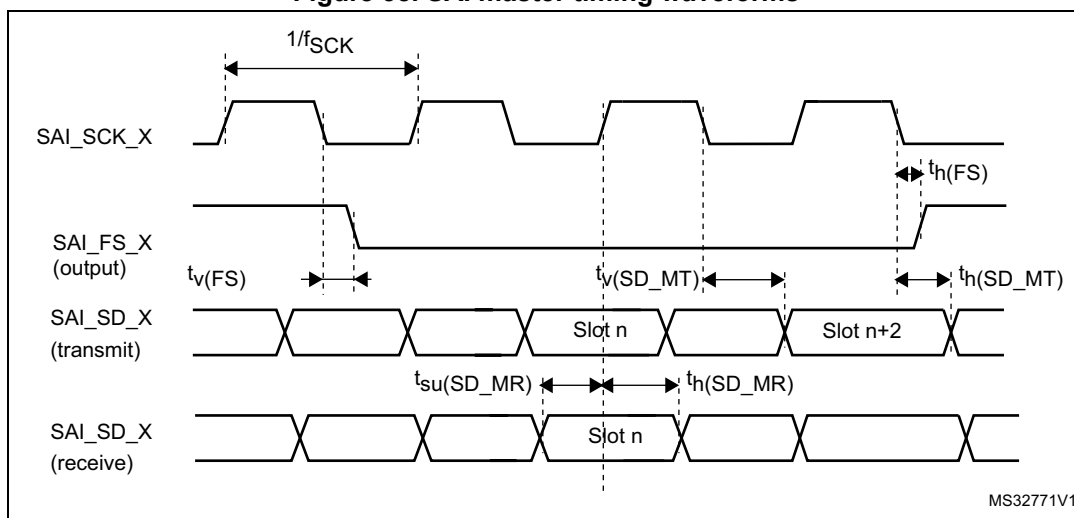 1/fSCK
SAI_SCK_X
th(FS)
SAI_FS_X
(output)
tv(FS)
tv(SD_MT)
th(SD_MT)
SAI_SD_X
(transmit)
Slot n
Slot n+2
tsu(SD_MR)
th(SD_MR)
SAI_SD_X
(receive)
Slot n
MS32771V1